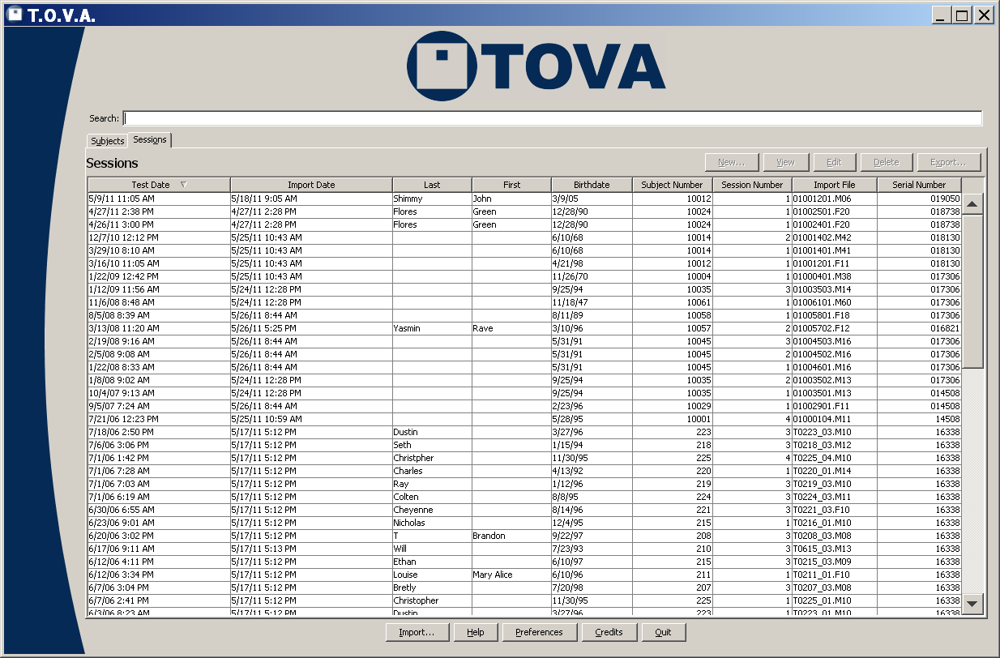 T.O.V.A.
TOVA
Search:
Subjects Sessions
Sessions New... View Edit Delete Export...
Test Date Import Date Last First Birthdate Subject Number Session Number Import File Serial Number
5/9/11 11:05 AM 5/18/11 9:05 AM Shimmy John 3/9/05 10012 1 01001201.M06 019050
4/27/11 2:38 PM 4/27/11 2:28 PM Flores Green 12/28/90 10024 1 01002501.F20 018738
4/26/11 3:00 PM 4/27/11 2:28 PM Flores Green 12/28/90 10024 1 01002401.F20 018738
12/7/10 12:12 PM 5/25/11 10:43 AM 6/10/68 10014 2 01001402.M42 018130
3/29/10 8:10 AM 5/25/11 10:43 AM 6/10/68 10014 1 01001401.M41 018130
3/16/10 11:05 AM 5/25/11 10:43 AM 4/21/98 10012 1 01001201.F11 018130
1/22/09 12:42 PM 5/25/11 10:43 AM 11/26/70 10004 1 01000401.M38 017306
1/12/09 11:56 AM 5/24/11 12:28 PM 9/25/94 10035 3 01003503.M14 017306
11/6/08 8:48 AM 5/24/11 12:28 PM 11/18/47 10061 1 01006101.M60 017306
8/5/08 8:39 AM 5/26/11 8:44 AM 8/11/89 10058 1 01005801.F18 017306
3/13/08 11:20 AM 5/26/11 5:25 PM Yasmin Rave 3/10/96 10057 2 01005702.F12 016821
2/19/08 9:16 AM 5/26/11 8:44 AM 5/31/91 10045 3 01004503.M16 017306
2/5/08 9:08 AM 5/26/11 8:44 AM 5/31/91 10045 2 01004502.M16 017306
1/22/08 8:33 AM 5/26/11 8:44 AM 5/31/91 10045 1 01004601.M16 017306
1/8/08 9:02 AM 5/24/11 12:28 PM 9/25/94 10035 2 01003502.M13 017306
10/4/07 9:13 AM 5/24/11 12:28 PM 9/25/94 10035 1 01003501.M13 014508
9/5/07 7:24 AM 5/26/11 8:44 AM 2/23/96 10029 1 01002901.F11 014508
7/21/06 12:23 PM 5/25/11 10:59 AM 5/28/95 10001 4 01000104.M11 14508
7/18/06 2:50 PM 5/17/11 5:12 PM Dustin 3/27/96 223 3 T0223_03.M10 16338
7/6/06 3:06 PM 5/17/11 5:12 PM Seth 1/15/94 218 3 T0218_03.M12 16338
7/1/06 1:42 PM 5/17/11 5:12 PM Christpher 11/30/95 225 4 T0225_04.M10 16338
7/1/06 7:28 AM 5/17/11 5:12 PM Charles 4/13/92 220 1 T0220_01.M14 16338
7/1/06 7:03 AM 5/17/11 5:12 PM Ray 1/12/96 219 3 T0219_03.M10 16338
7/1/06 6:19 AM 5/17/11 5:12 PM Colten 8/8/95 224 3 T0224_03.M11 16338
6/30/06 6:55 AM 5/17/11 5:12 PM Cheyenne 8/14/96 221 3 T0221_03.F10 16338
6/23/06 9:01 AM 5/17/11 5:12 PM Nicholas 12/4/95 215 1 T0216_01.M10 16338
6/20/06 3:02 PM 5/17/11 5:12 PM T Brandon 9/22/97 208 3 T0208_03.M08 16338
6/17/06 9:11 AM 5/17/11 5:13 PM Will 7/23/93 210 3 T0615_03.M13 16338
6/12/06 4:11 PM 5/17/11 5:12 PM Ethan 6/10/97 215 3 T0215_03.M09 16338
6/12/06 3:34 PM 5/17/11 5:12 PM Louise Mary Alice 6/10/96 211 1 T0211_01.F10 16338
6/7/06 3:04 PM 5/17/11 5:12 PM Bretly 7/20/98 207 3 T0207_03.M08 16338
6/7/06 2:41 PM 5/17/11 5:12 PM Christopher 11/30/95 225 1 T0225_01.M10 16338
6/3/06 8:23 AM 5/17/11 5:12 PM Dustin 3/27/96 223 1 T0223_01.M10 16338
Import... Help Preferences Credits Quit